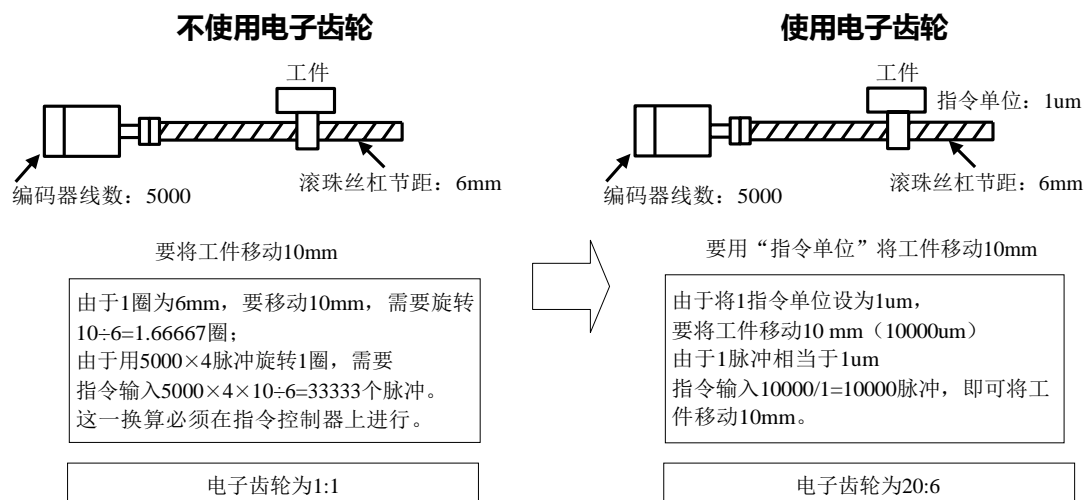 不使用电子齿轮
工件
编码器线数：5000
滚珠丝杠节距：6mm
要将工件移动10mm
由于1圈为6mm，要移动10mm，需要旋转
10÷6=1.66667圈；
由于用5000×4脉冲旋转1圈，需要
指令输入5000×4×10÷6=33333个脉冲。
这一换算必须在指令控制器上进行。
电子齿轮为1:1
使用电子齿轮
工件
指令单位：1um
编码器线数：5000
滚珠丝杠节距：6mm
要用“指令单位”将工件移动10mm
由于将1指令单位设为1um，
要将工件移动10 mm（10000um）
由于1脉冲相当于1um
指令输入10000/1=10000脉冲，即可将工
件移动10mm。
电子齿轮为20:6